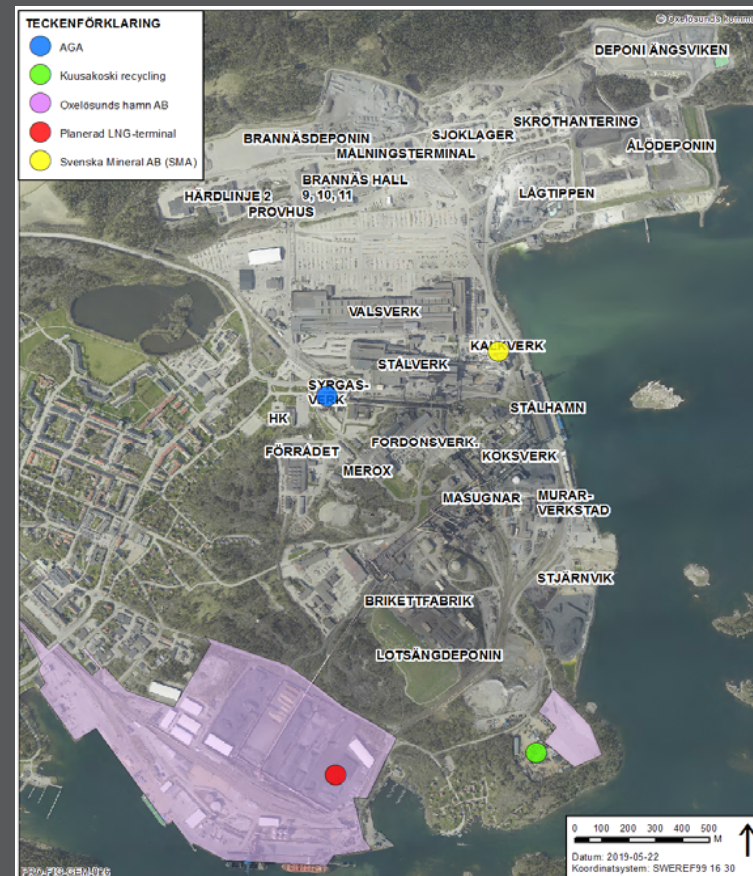 TECKENFÖRKLARING
AGA
Kuusakoski recycling
Oxelösunds hamn AB
Planerad LNG-terminal
Svenska Mineral AB (SMA)
© Oxelösunds kommun
DEPONI ÄNGSVIKEN
SKROTHANTERING
SJOKLAGER
BRANNÄSDEPONIN
ÅLÖDEPONIN
MÅLNINGSTERMINAL
BRANNÄS HALL
9, 10, 11
HÄRDLINJE 2
LÅGTIPPEN
PROVHUS
VALSVERK
KALKVERK
STÅLVERK
SYRGAS-
VERK
STÅLHAMN
HK
FORDONSVERK.
FÖRRÅDET
KOKSVERK
MEROX
MASUGNAR
MURAR-
VERKSTAD
STJÄRNVIK
BRIKETTFABRIK
LOTSÄNGDEPONIN
0 100 200 300 400 500
M
Datum: 2019-05-22
Koordinatsystem: SWEREF99 16 30